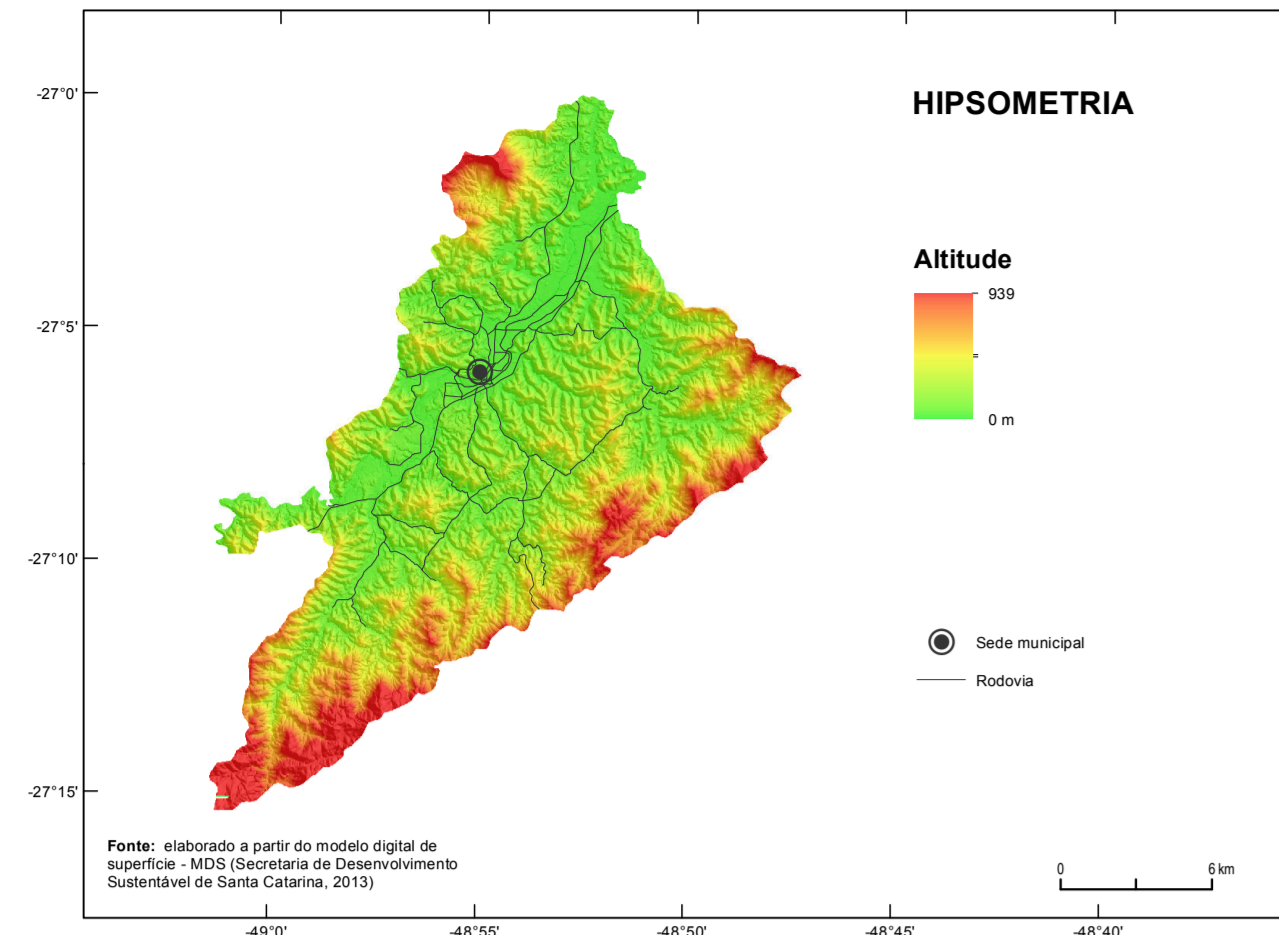 HIPSOMETRIA
-27°0'
-27°5'
-27°10'
-27°15'
Altitude
939
0 m
Sede municipal
Rodovia
Fonte: elaborado a partir do modelo digital de
superfície - MDS (Secretaria de Desenvolvimento
Sustentável de Santa Catarina, 2013)
0 6 km
-49°0' -48°55' -48°50' -48°45' -48°40'